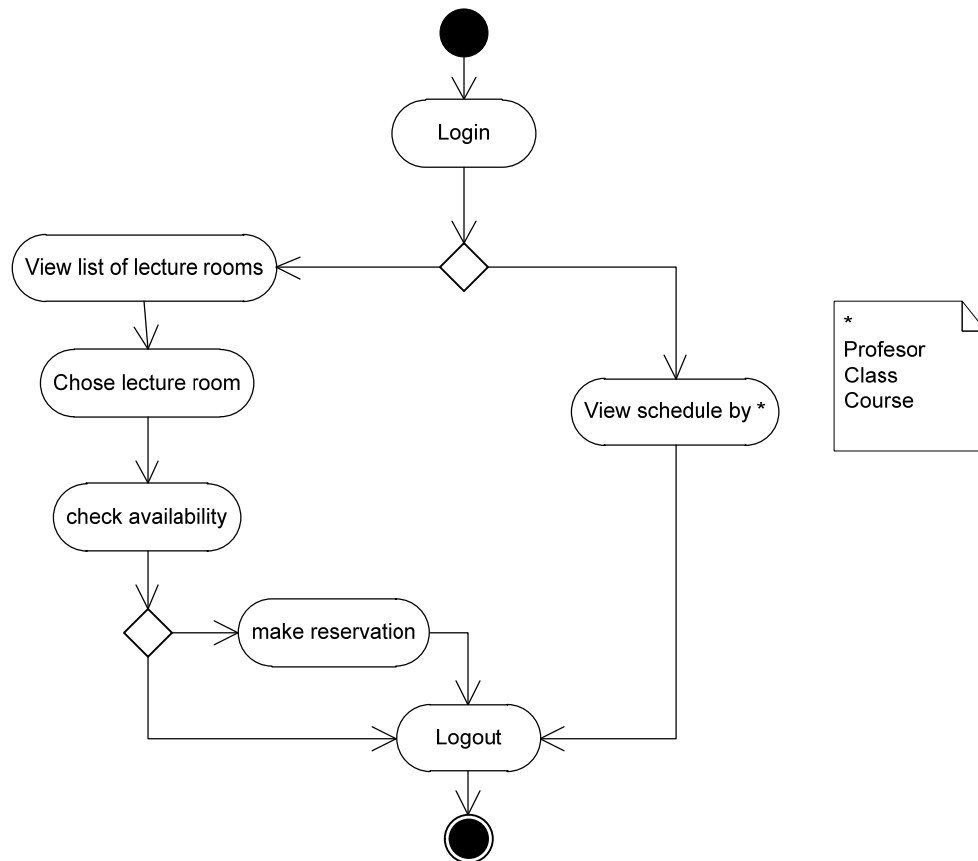 Login
View list of lecture rooms
Chose lecture room
View schedule by *
*
Profesor
Class
Course
check availability
make reservation
Logout